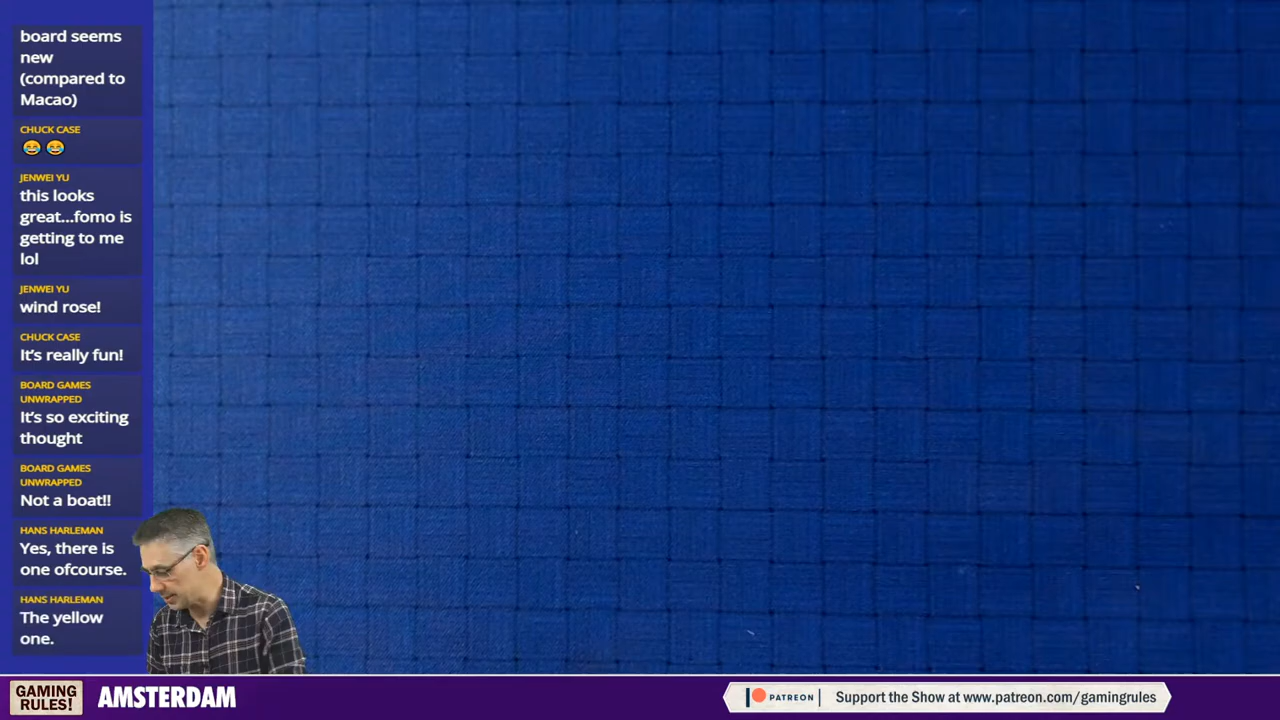 board seems
new
(compared to
Macao)
CHUCK CASE
😂 😂
JENWEI YU
this looks
great...fomo is
getting to me
lol
JENWEI YU
wind rose!
CHUCK CASE
It's really fun!
BOARD GAMES
UNWRAPPED
It's so exciting
thought
BOARD GAMES
UNWRAPPED
Not a boat!!
HANS HARLEMAN
Yes, there is
one ofcourse.
HANS HARLEMAN
The yellow
one.
GAMING
RULES!
AMSTERDAM
PATREON
Support the Show at www.patreon.com/gamingrules